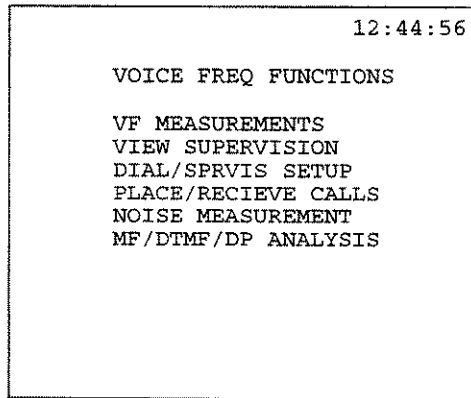 12:44:56
VOICE FREQ FUNCTIONS
VF MEASUREMENTS
VIEW SUPERVISION
DIAL/SPRVIS SETUP
PLACE/RECIEVE CALLS
NOISE MEASUREMENT
MF/DTMF/DP ANALYSIS